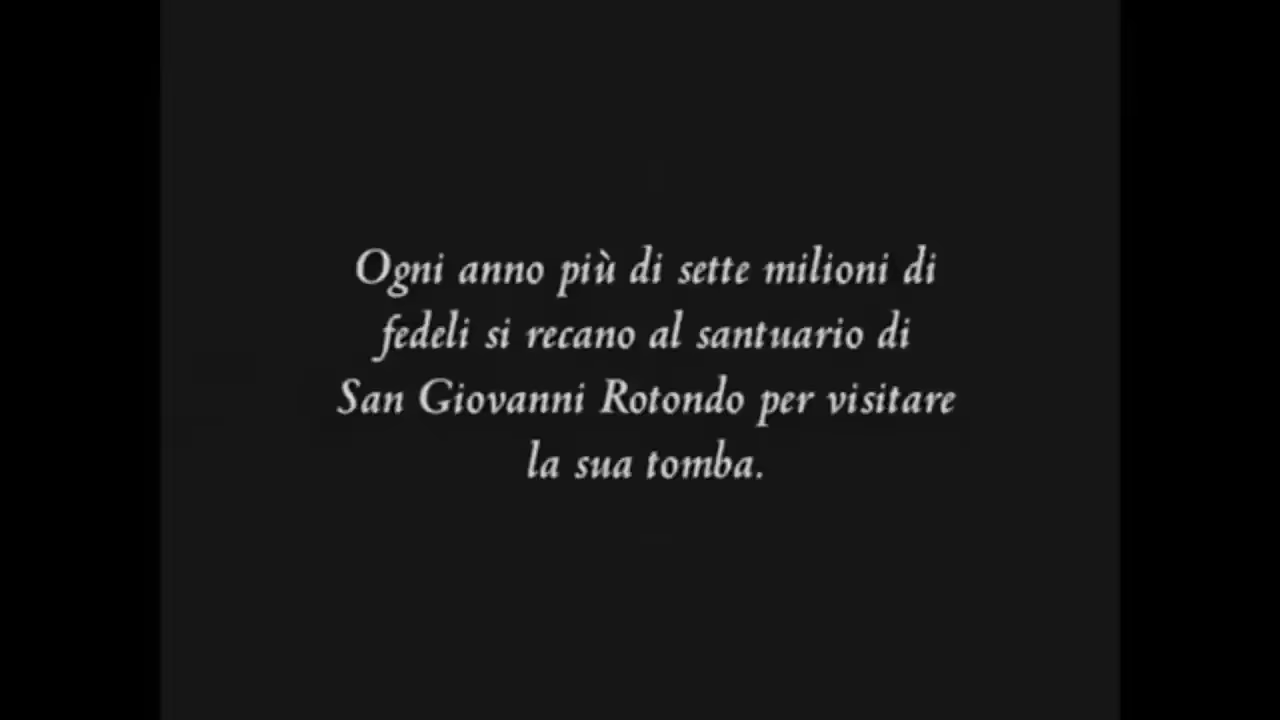 Ogni anno più di sette milioni di
fedeli si recano al santuario di
San Giovanni Rotondo per visitare
la sua tomba.